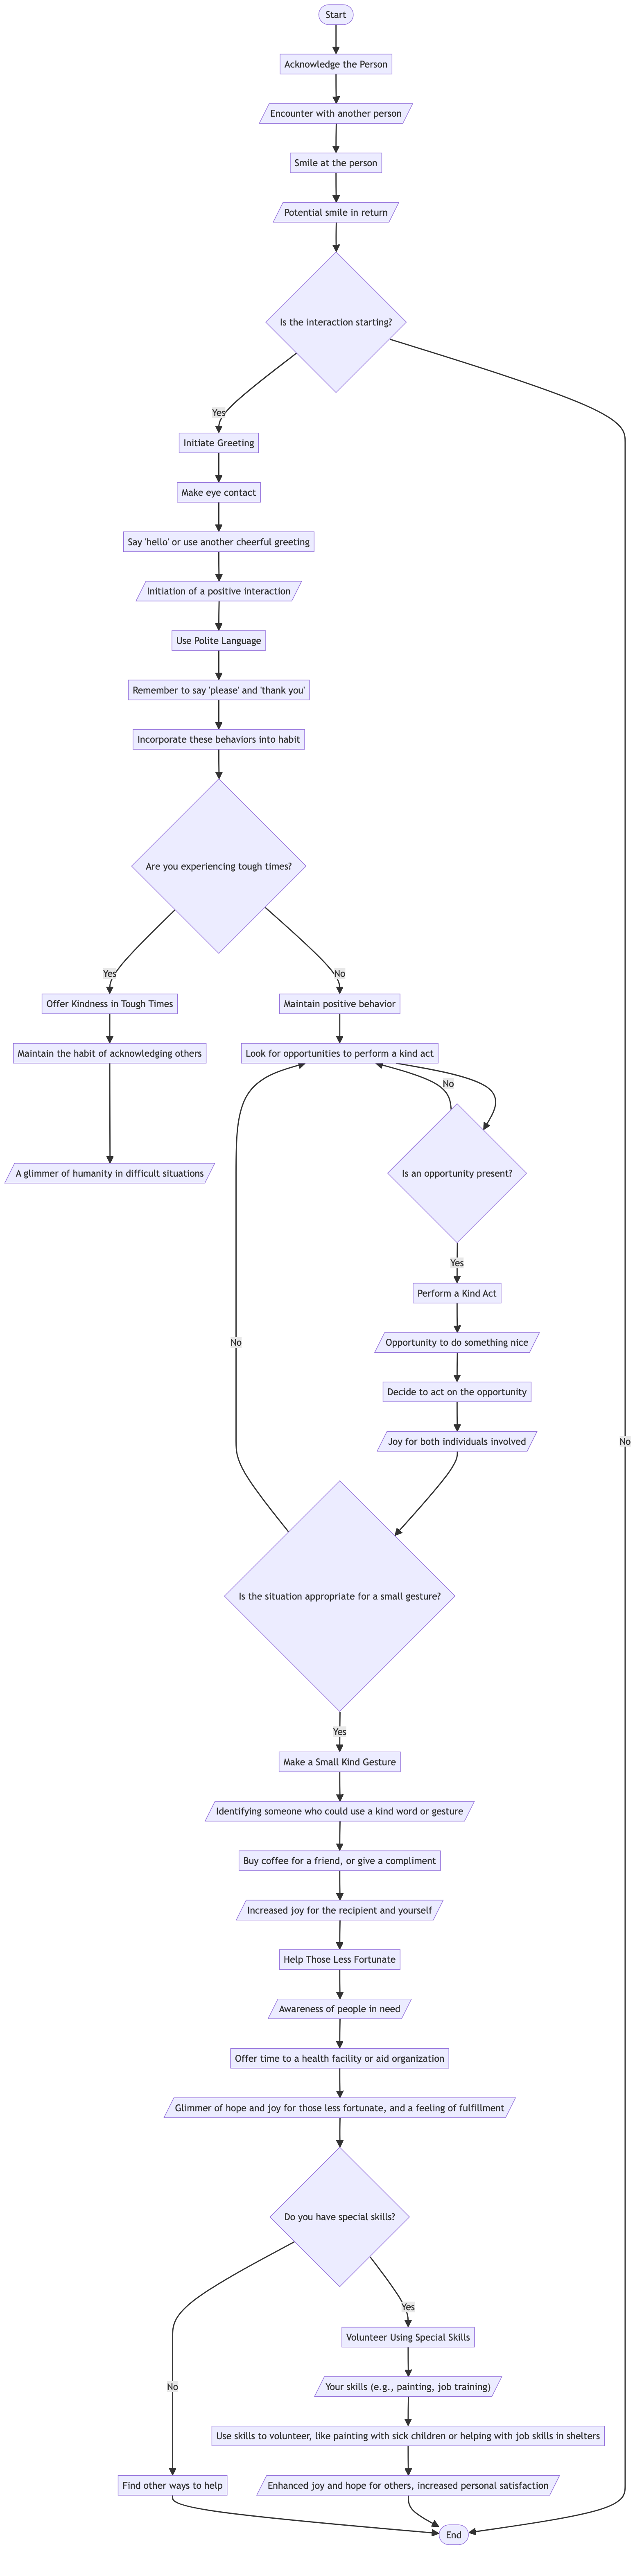 Start
Acknowledge the Person
Encounter with another person
Smile at the person
Potential smile in return
Is the interaction starting?
Yes
Initiate Greeting
Make eye contact
Say 'hello' or use another cheerful greeting
Initiation of a positive interaction
Use Polite Language
Remember to say 'please' and 'thank you'
Incorporate these behaviors into habit
Are you experiencing tough times?
Yes
No
Offer Kindness in Tough Times
Maintain positive behavior
Maintain the habit of acknowledging others
Look for opportunities to perform a kind act
No
A glimmer of humanity in difficult situations
Is an opportunity present?
Yes
Perform a Kind Act
No
Opportunity to do something nice
Decide to act on the opportunity
Joy for both individuals involved
No
Is the situation appropriate for a small gesture?
Yes
Make a Small Kind Gesture
Identifying someone who could use a kind word or gesture
Buy coffee for a friend, or give a compliment
Increased joy for the recipient and yourself
Help Those Less Fortunate
Awareness of people in need
Offer time to a health facility or aid organization
Glimmer of hope and joy for those less fortunate, and a feeling of fulfillment
Do you have special skills?
Yes
Volunteer Using Special Skills
No
Your skills (e.g., painting, job training)
Use skills to volunteer, like painting with sick children or helping with job skills in shelters
Find other ways to help
Enhanced joy and hope for others, increased personal satisfaction
End